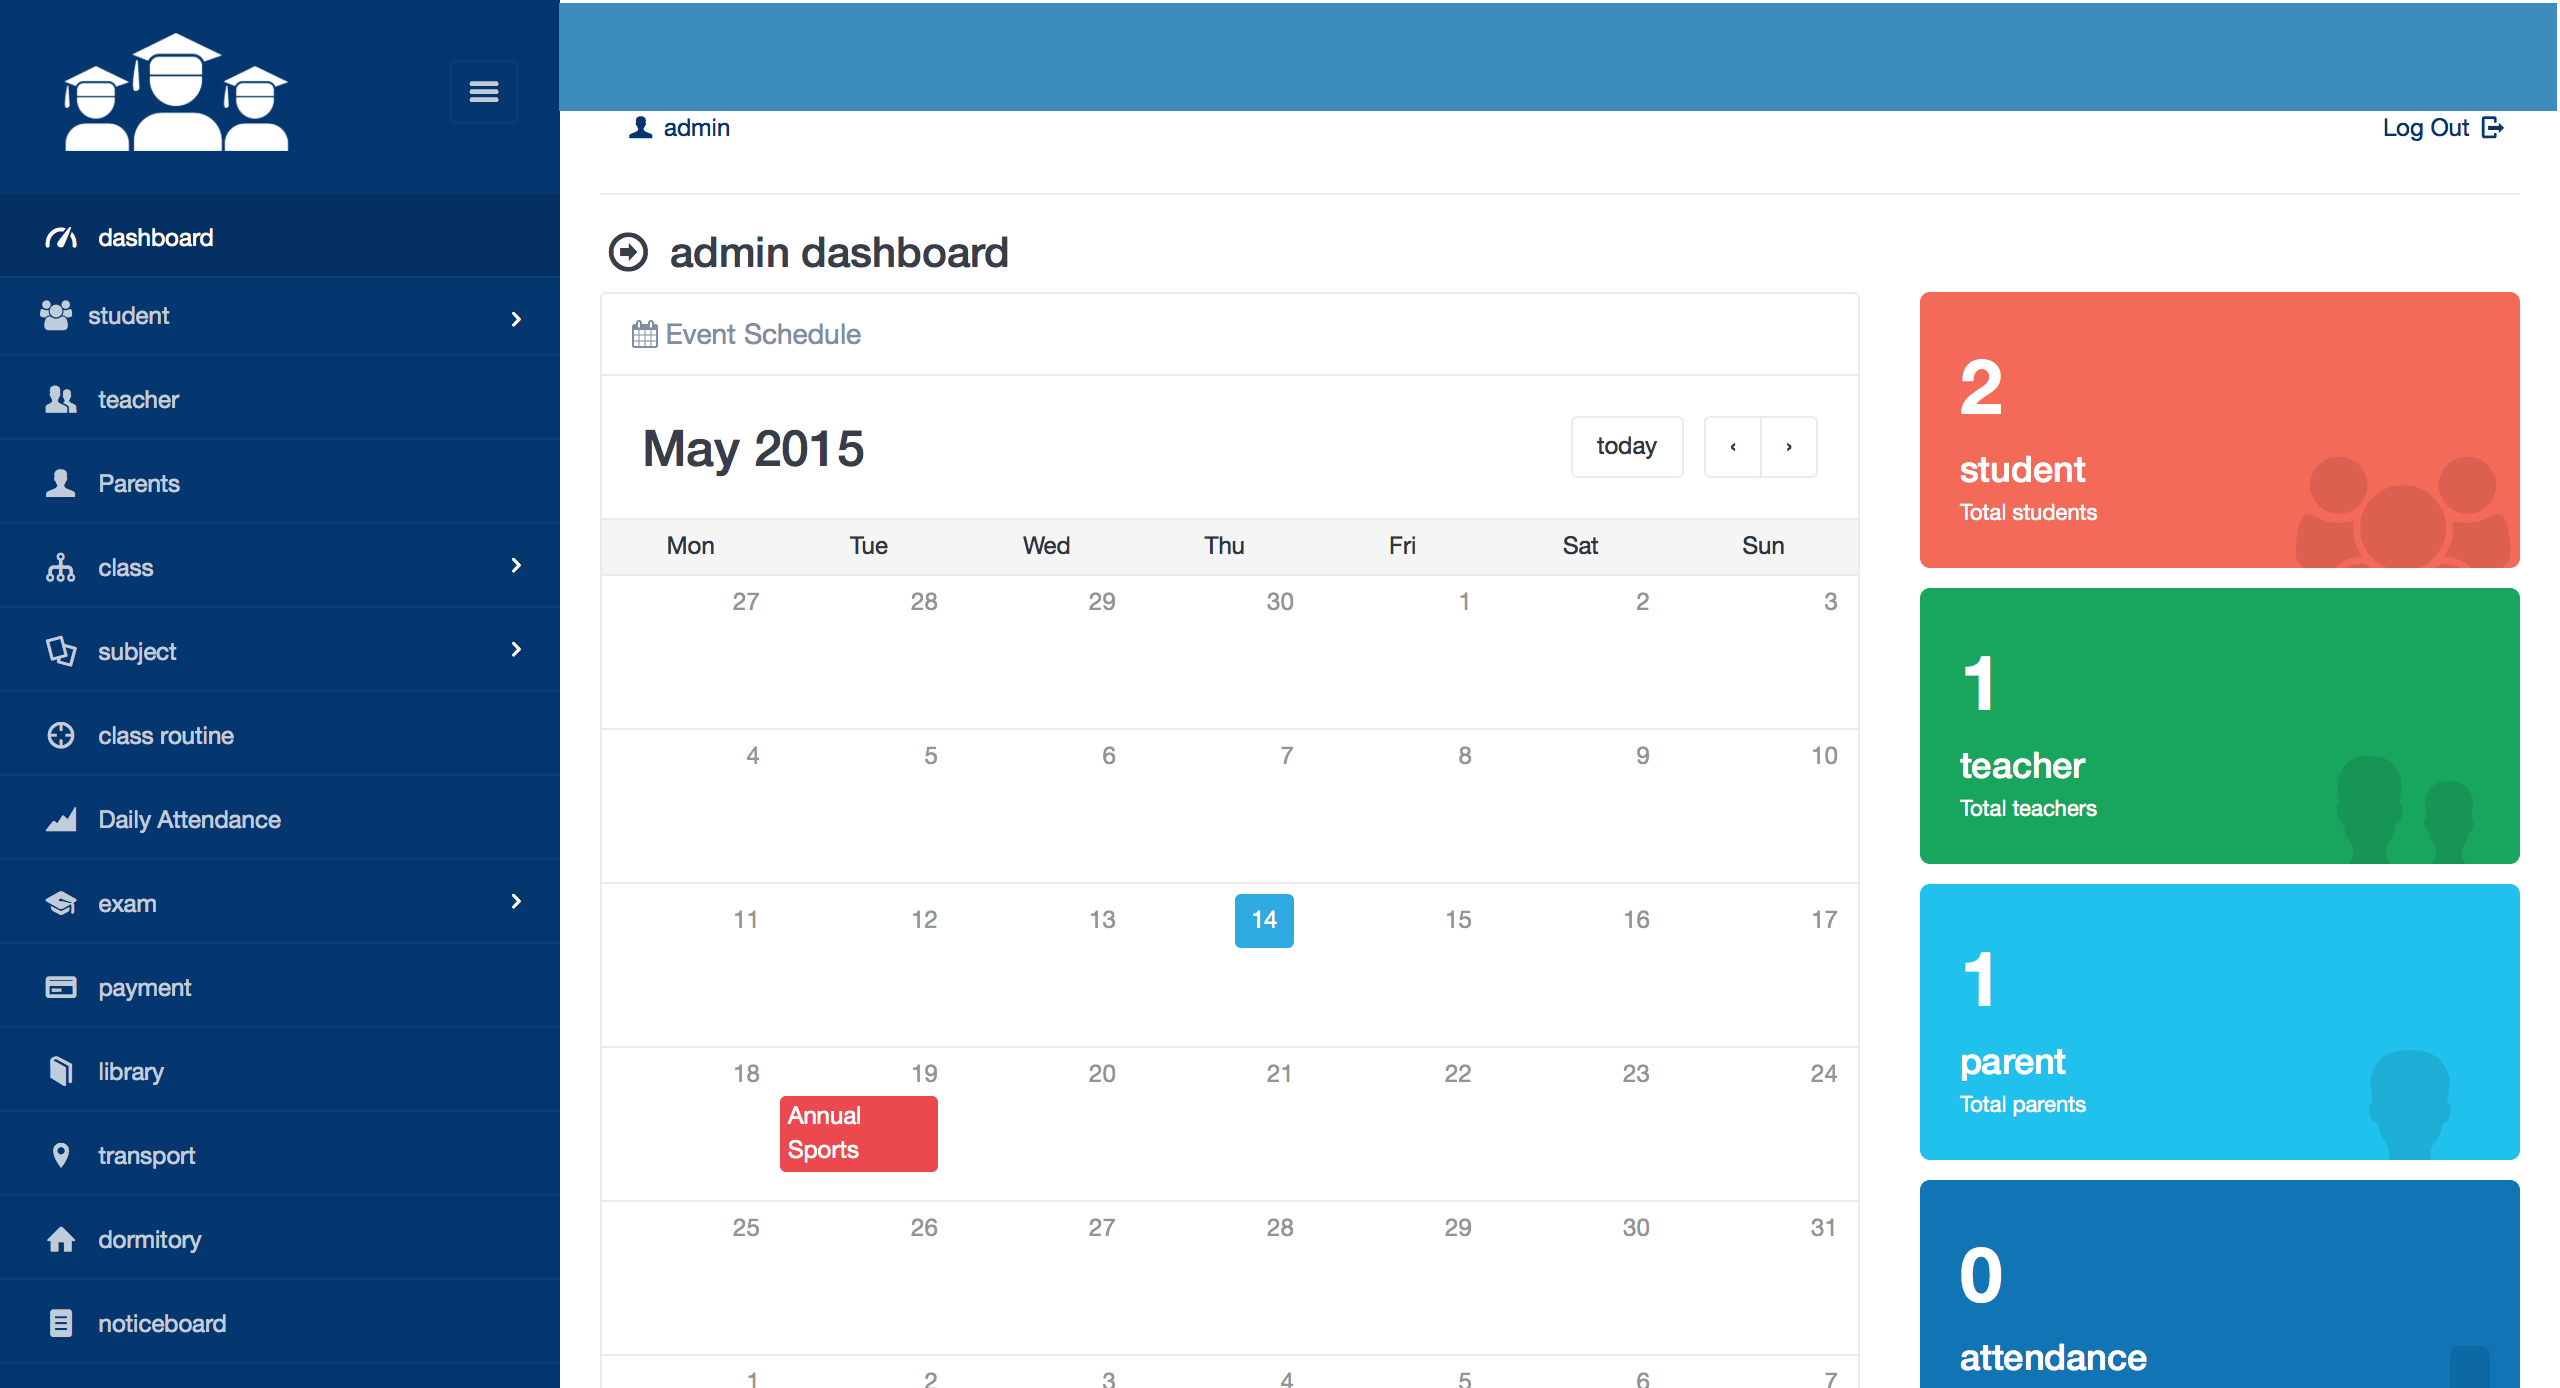 dashboard
student
teacher
Parents
class
subject
class routine
Daily Attendance
exam
payment
library
transport
dormitory
noticeboard
admin
Log Out
admin dashboard
Event Schedule
May 2015
today
‹ ›
Mon Tue Wed Thu Fri Sat Sun
27 28 29 30 1 2 3
4 5 6 7 8 9 10
11 12 13 14 15 16 17
18 19 20 21 22 23 24
Annual
Sports
25 26 27 28 29 30 31
1 2 3 4 5 6 7
2
student
Total students
1
teacher
Total teachers
1
parent
Total parents
0
attendance